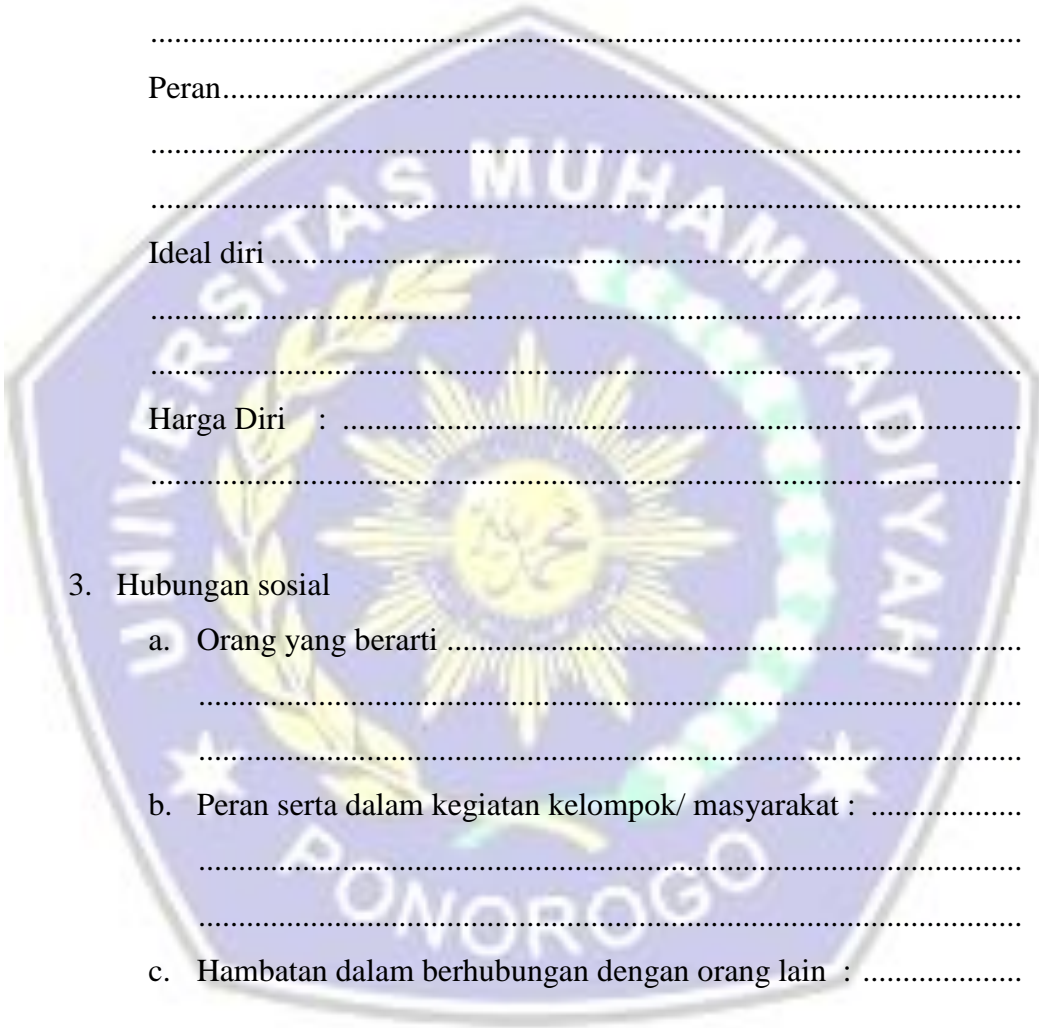 ................................................................................................................
Peran....................................................................................................
................................................................................................................
................................................................................................................
Ideal diri ..............................................................................................
................................................................................................................
................................................................................................................
Harga Diri : .....................................................................................
................................................................................................................
3. Hubungan sosial
a. Orang yang berarti ........................................................................
........................................................................................................
........................................................................................................
b. Peran serta dalam kegiatan kelompok/ masyarakat : ...................
........................................................................................................
........................................................................................................
c. Hambatan dalam berhubungan dengan orang lain : ....................
UNIVERSITAS MUHAMMADIYAH
PONOROGO
محمد